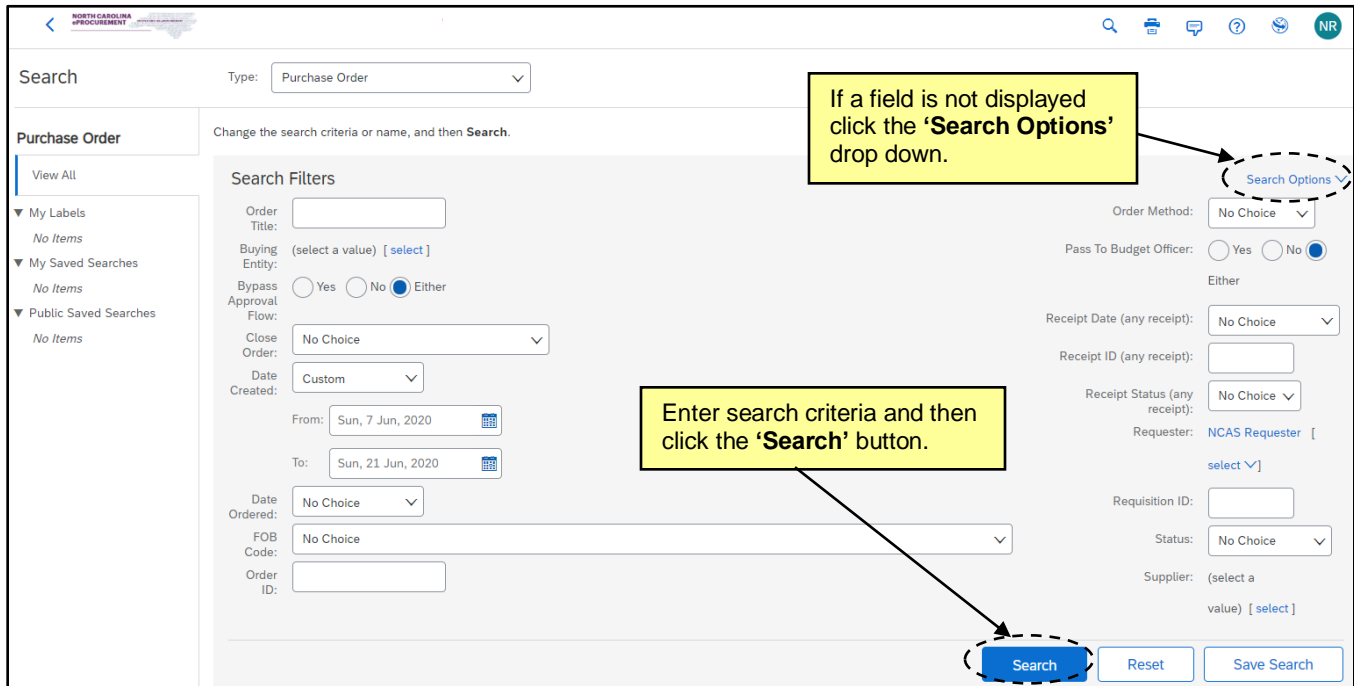 NORTH CAROLINA
ePROCUREMENT
NR
Search
Type:
Purchase Order
If a field is not displayed
click the ‘Search Options’
drop down.
Purchase Order
Change the search criteria or name, and then Search.
View All
▼ My Labels
No Items
▼ My Saved Searches
No Items
▼ Public Saved Searches
No Items
Search Filters
Search Options
Order
Title:
Buying
Entity:
(select a value) [ select ]
Bypass
Approval
Flow:
Yes No Either
Close
Order:
No Choice
Date
Created:
Custom
From: Sun, 7 Jun, 2020
To: Sun, 21 Jun, 2020
Date
Ordered:
No Choice
FOB
Code:
No Choice
Order
ID:
Order Method: No Choice
Pass To Budget Officer: Yes No
Either
Receipt Date (any receipt): No Choice
Receipt ID (any receipt):
Receipt Status (any
receipt):
No Choice
Requester: NCAS Requester [
select ]
Requisition ID:
Status: No Choice
Supplier: (select a
value) [ select ]
Enter search criteria and then
click the ‘Search’ button.
Search Reset Save Search